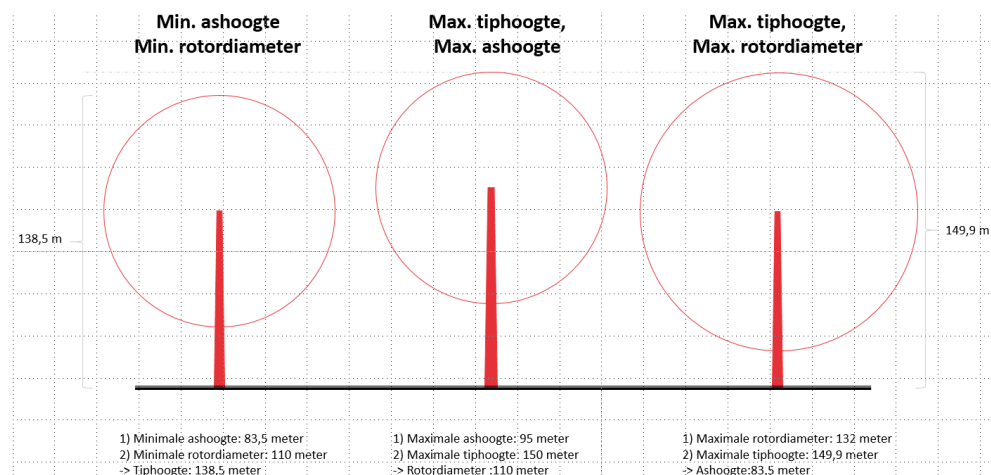 Min. ashoogte
Min. rotordiameter
Max. tiphoogte,
Max. ashoogte
Max. tiphoogte,
Max. rotordiameter
138,5 m
149,9 m
1) Minimale ashoogte: 83,5 meter
2) Minimale rotordiameter: 110 meter
-> Tiphoogte: 138,5 meter
1) Maximale ashoogte: 95 meter
2) Maximale tiphoogte: 150 meter
-> Rotordiameter :110 meter
1) Maximale rotordiameter: 132 meter
2) Maximale tiphoogte: 149,9 meter
-> Ashoogte:83,5 meter